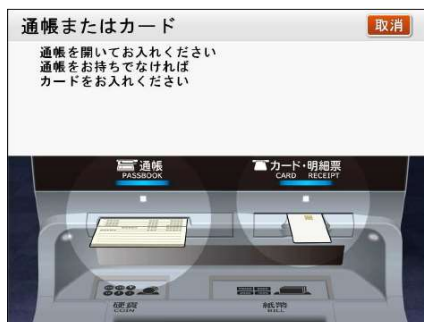 通帳またはカード
取消
通帳を開いてお入れください
通帳をお持ちでなければ
カードをお入れください
通帳
PASSBOOK
カード・明細票
CARD RECEIPT
硬貨
COIN
紙幣
BILL